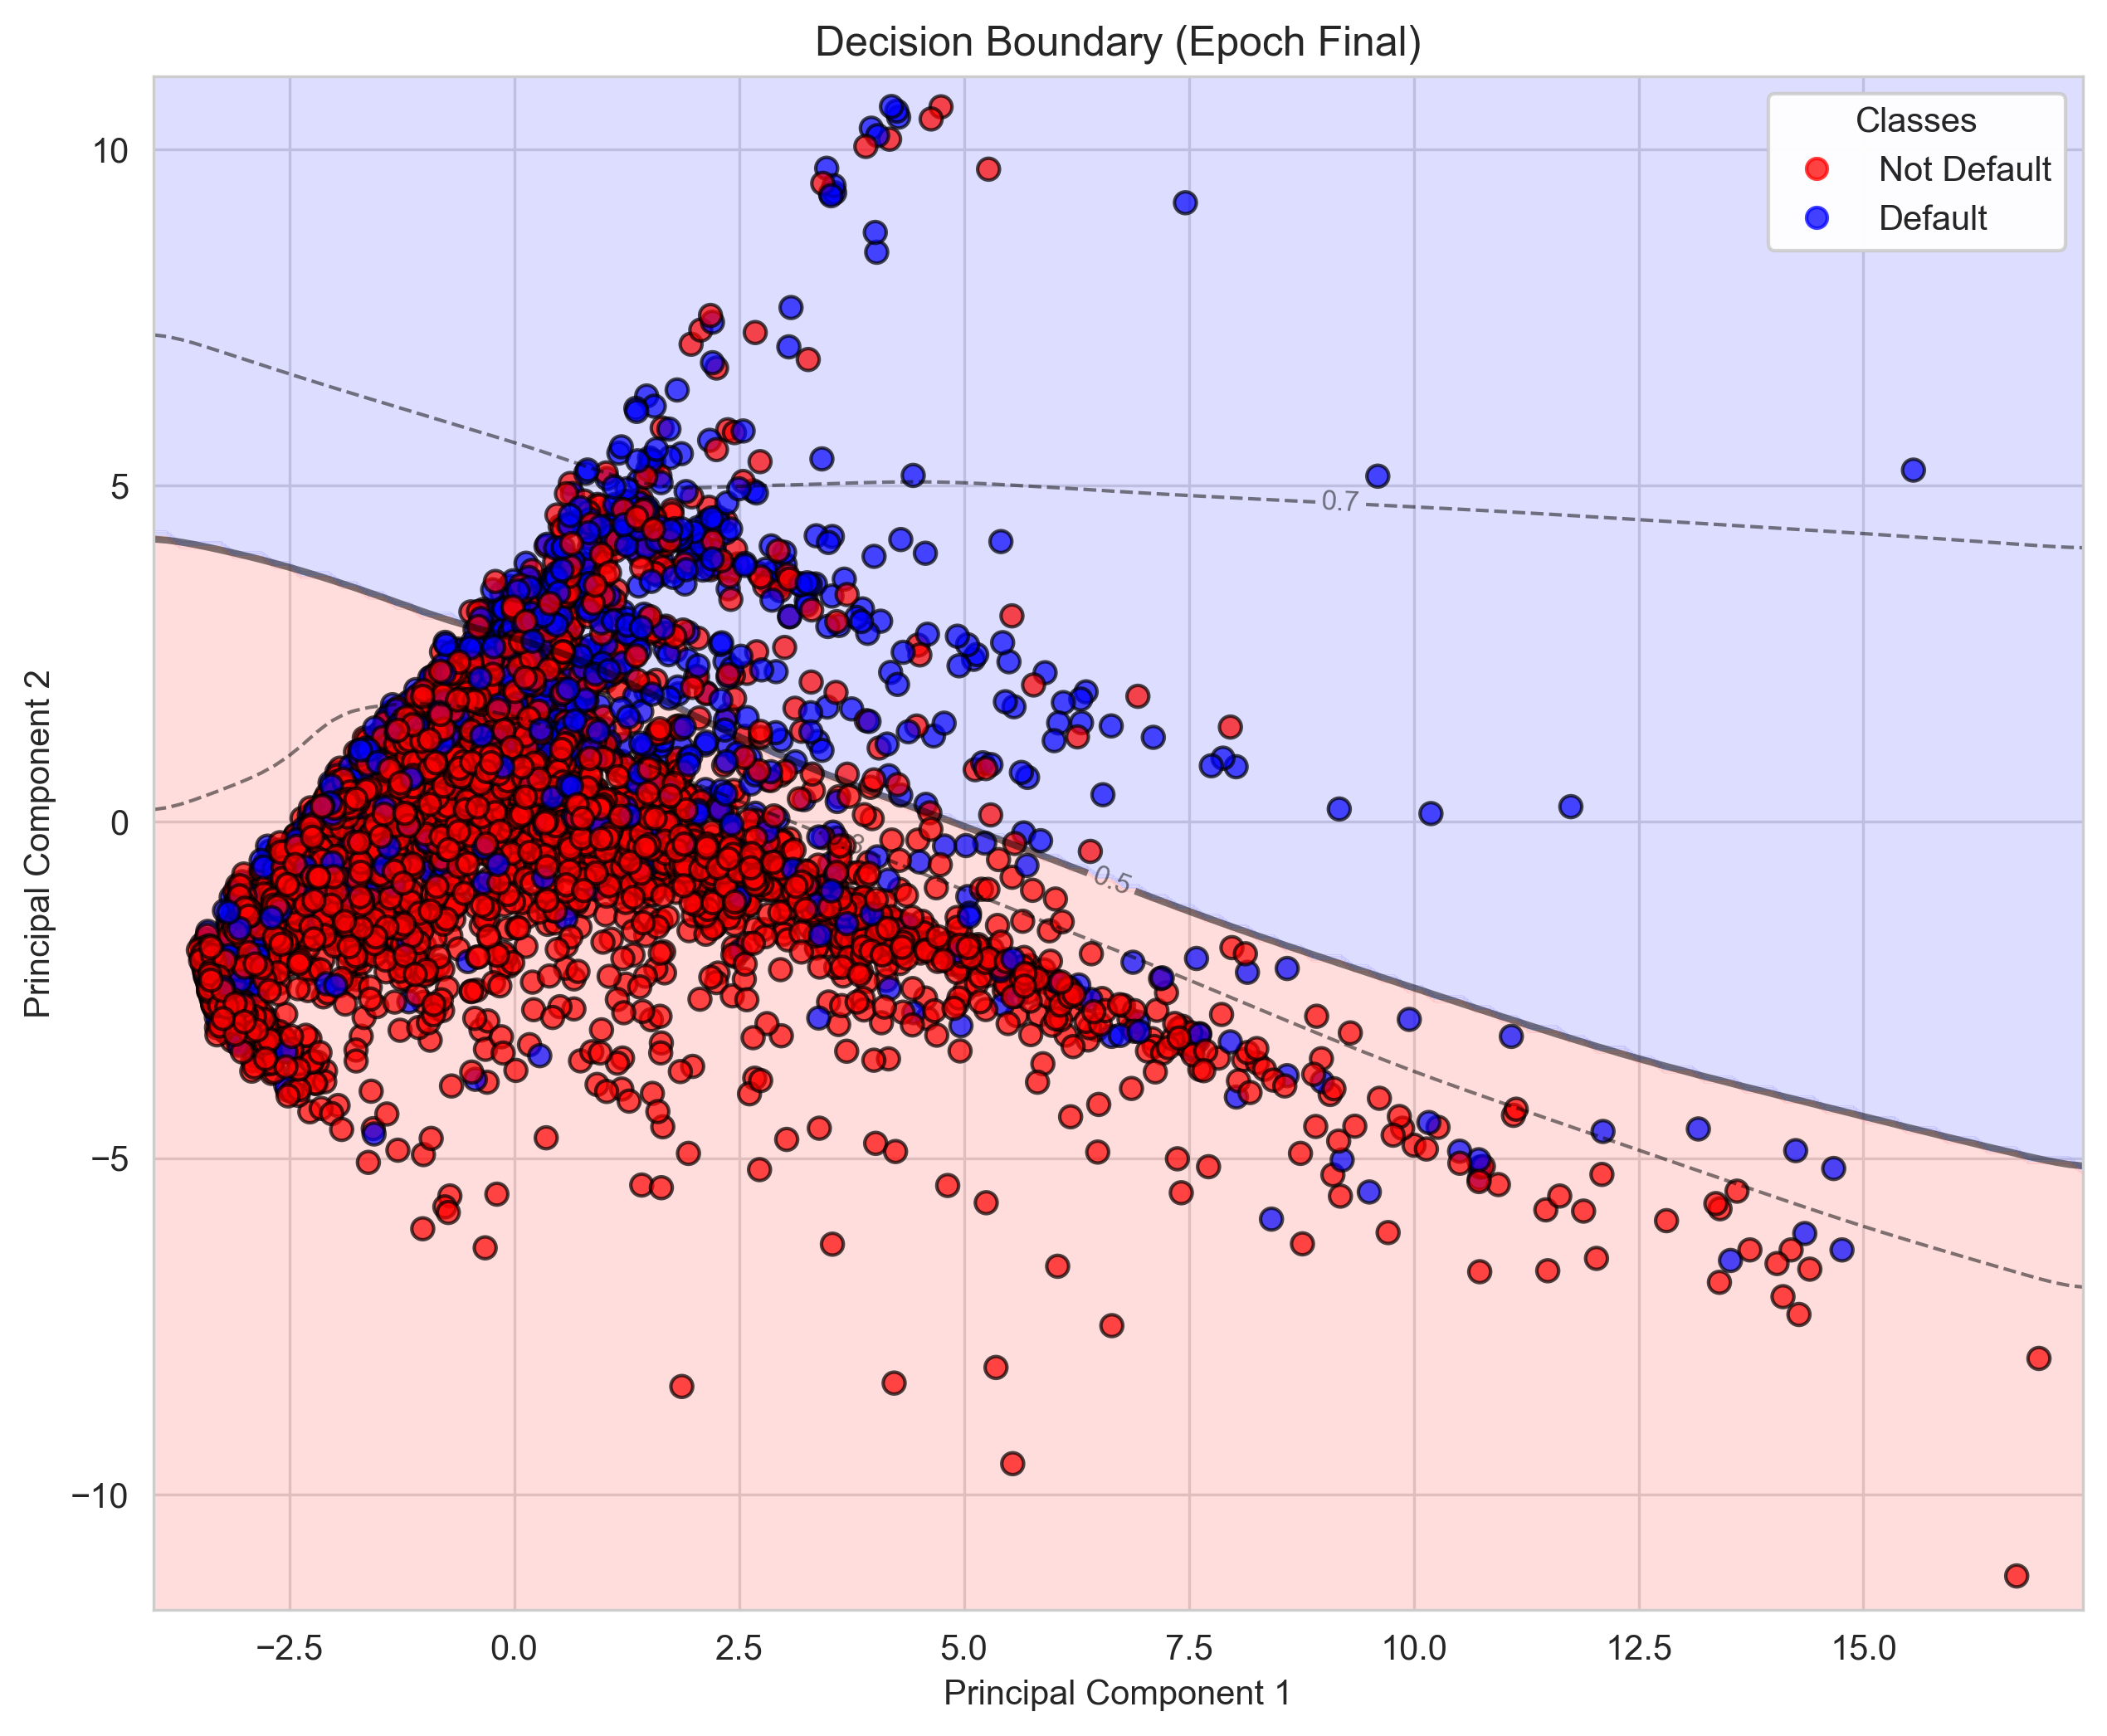 Decision Boundary (Epoch Final)
Classes
Not Default
Default
10
5
0
−5
−10
0.7
0.5
Principal Component 2
−2.5
0.0
2.5
5.0
7.5
10.0
12.5
15.0
Principal Component 1